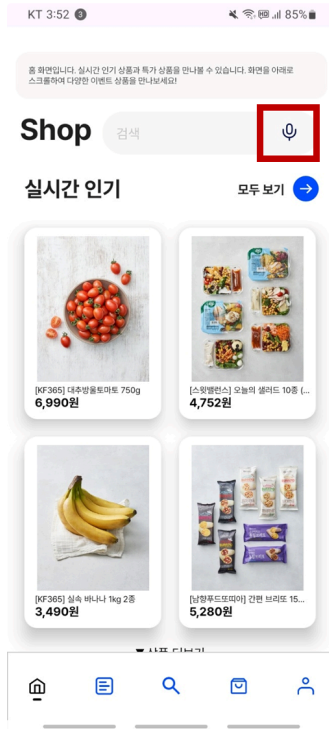 KT 3:52 3 85%
홈 화면입니다. 실시간 인기 상품과 특가 상품을 만나볼 수 있습니다. 화면을 아래로
스크롤하여 다양한 이벤트 상품을 만나보세요!
Shop 검색
실시간 인기 모두 보기
[KF365] 대추방울토마토 750g
6,990원
[스윗밸런스] 오늘의 샐러드 10종 (...
4,752원
[KF365] 실속 바나나 1kg 2종
3,490원
[남향푸드또띠아] 간편 브리또 15...
5,280원
▼ 상품 더보기